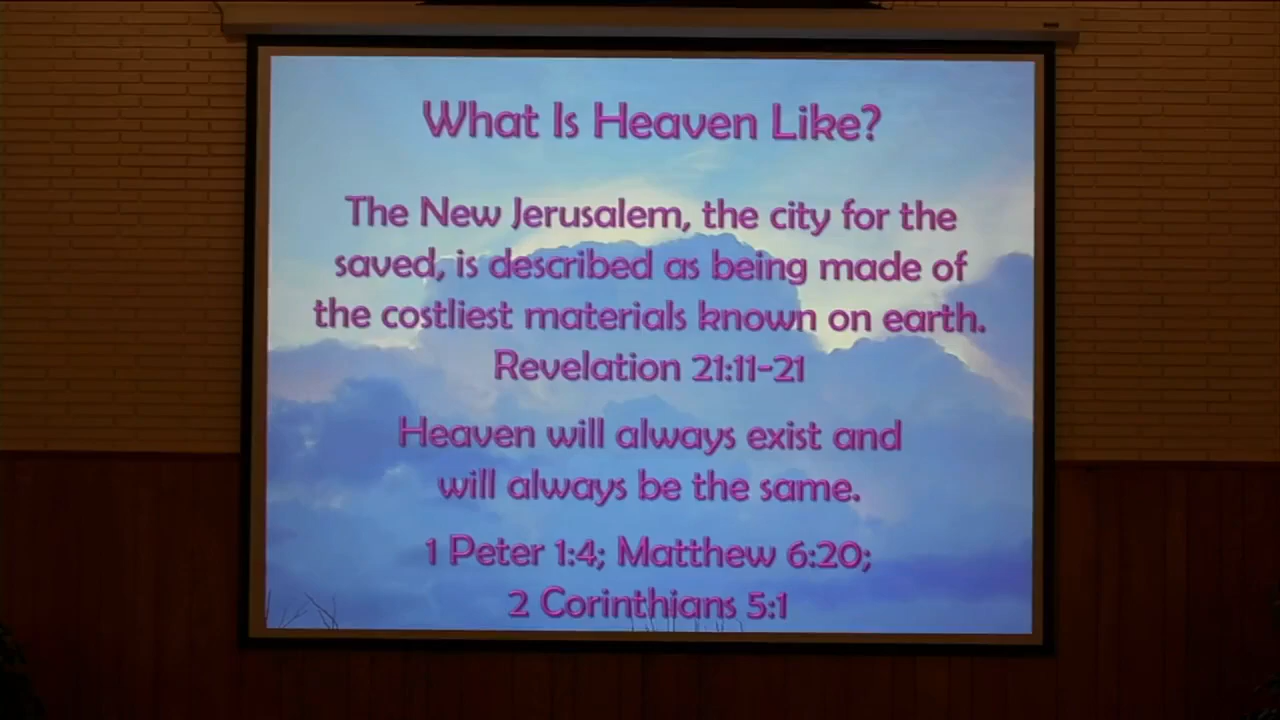 What Is Heaven Like?
The New Jerusalem, the city for the
saved, is described as being made of
the costliest materials known on earth.
Revelation 21:11-21
Heaven will always exist and
will always be the same.
1 Peter 1:4; Matthew 6:20;
2 Corinthians 5:1